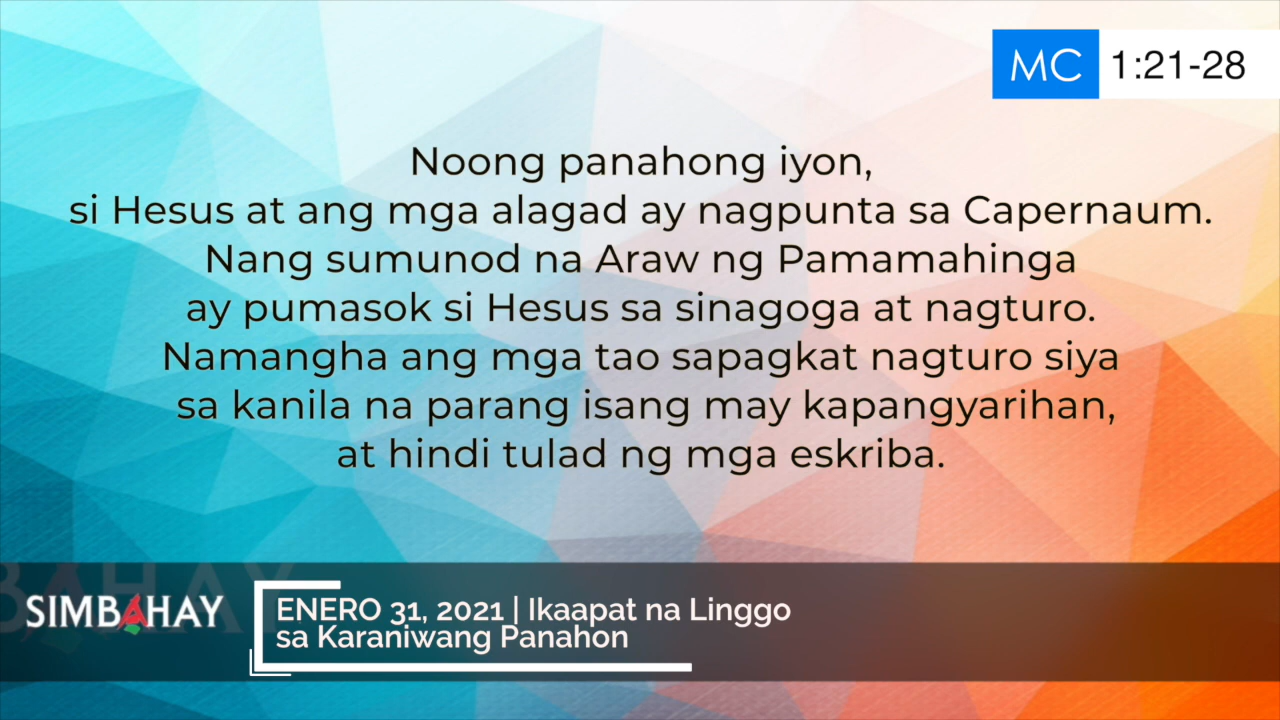 MC 1:21-28
Noong panahong iyon,
si Hesus at ang mga alagad ay nagpunta sa Capernaum.
Nang sumunod na Araw ng Pamamahinga
ay pumasok si Hesus sa sinagoga at nagturo.
Namangha ang mga tao sapagkat nagturo siya
sa kanila na parang isang may kapangyarihan,
at hindi tulad ng mga eskriba.
SIMBAHAY
ENERO 31, 2021 | Ikaapat na Linggo
sa Karaniwang Panahon